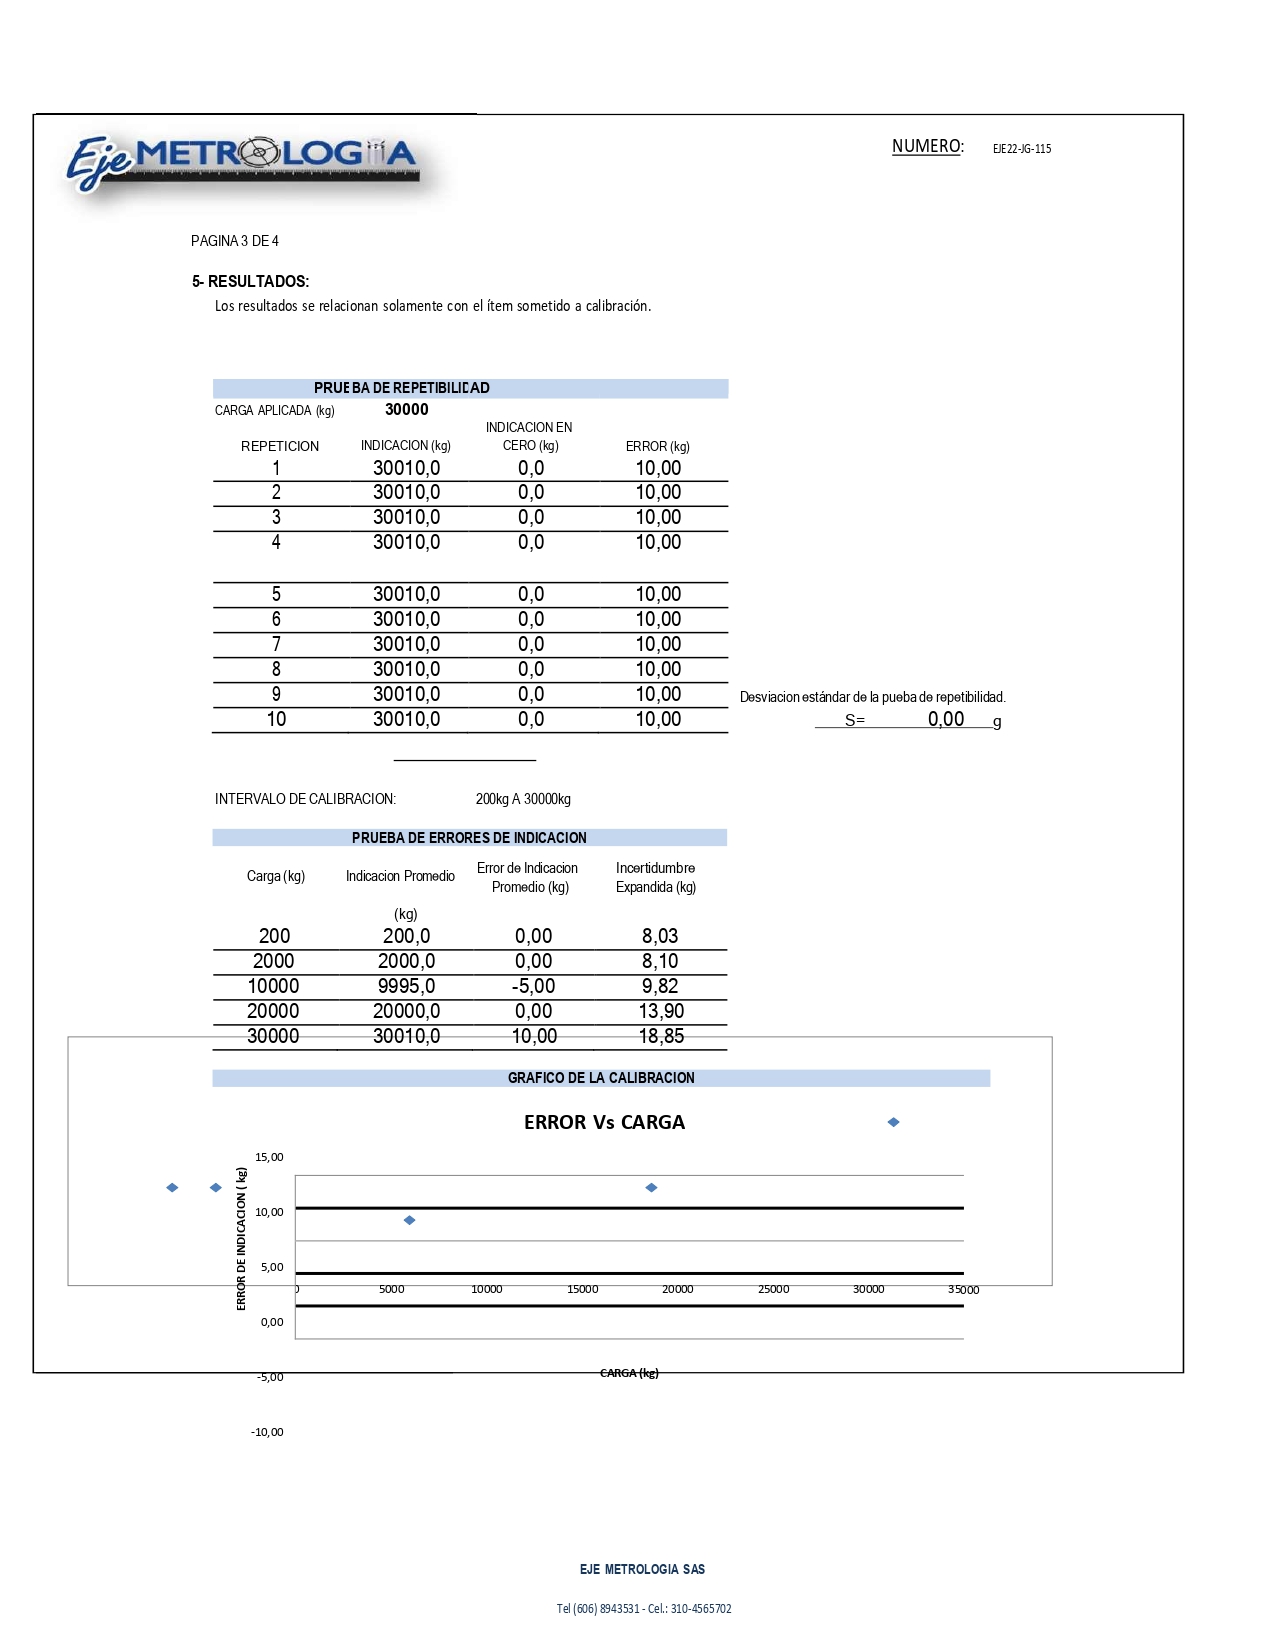 Eje METROLOGIA
NUMERO: EJE22-JG-115
PAGINA 3 DE 4
5- RESULTADOS:
Los resultados se relacionan solamente con el ítem sometido a calibración.
PRUEBA DE REPETIBILIDAD
CARGA APLICADA (kg) 30000
REPETICION INDICACION (kg) INDICACION EN CERO (kg) ERROR (kg)
1 30010,0 0,0 10,00
2 30010,0 0,0 10,00
3 30010,0 0,0 10,00
4 30010,0 0,0 10,00
5 30010,0 0,0 10,00
6 30010,0 0,0 10,00
7 30010,0 0,0 10,00
8 30010,0 0,0 10,00
9 30010,0 0,0 10,00
10 30010,0 0,0 10,00
Desviacion estándar de la pueba de repetibilidad.
S= 0,00 g
INTERVALO DE CALIBRACION: 200kg A 30000kg
PRUEBA DE ERRORES DE INDICACION
Carga (kg) Indicacion Promedio (kg) Error de Indicacion Promedio (kg) Incertidumbre Expandida (kg)
200 200,0 0,00 8,03
2000 2000,0 0,00 8,10
10000 9995,0 -5,00 9,82
20000 20000,0 0,00 13,90
30000 30010,0 10,00 18,85
GRAFICO DE LA CALIBRACION
ERROR Vs CARGA
ERROR DE INDICACION ( kg)
15,00
10,00
5,00
0,00
-5,00
-10,00
0 5000 10000 15000 20000 25000 30000 35000
CARGA (kg)
EJE METROLOGIA SAS
Tel (606) 8943531 - Cel.: 310-4565702